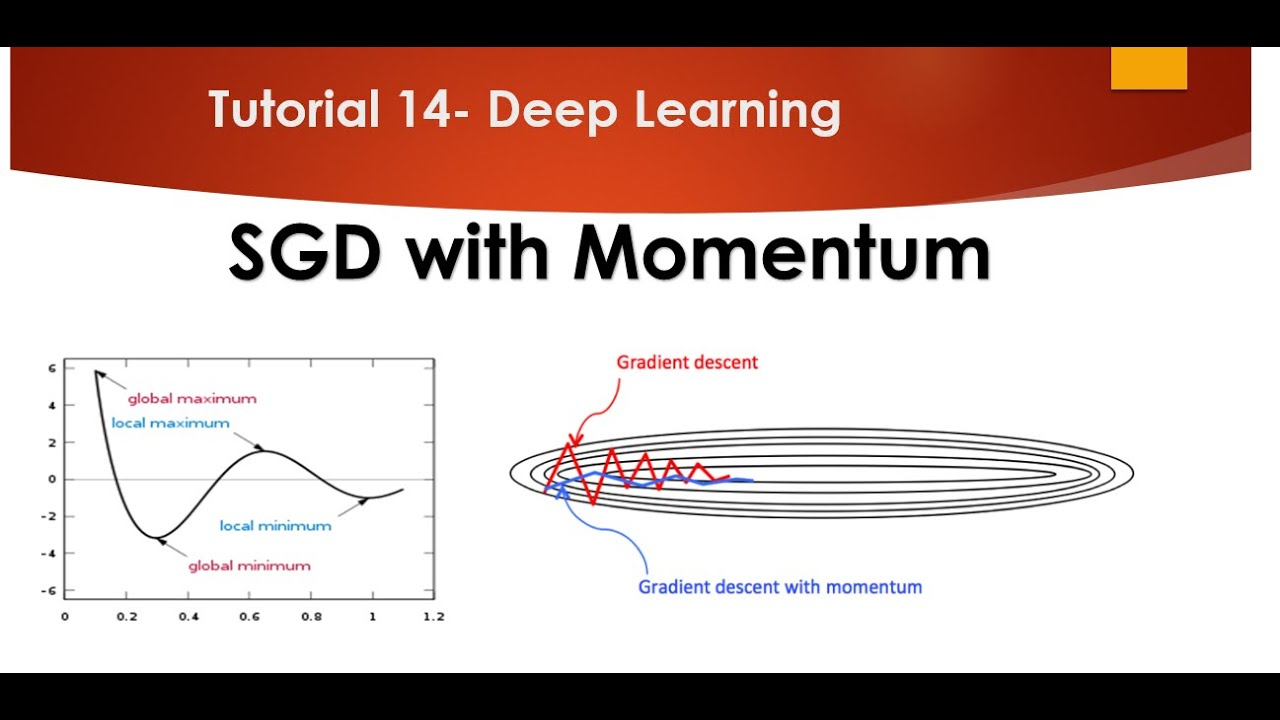 Tutorial 14- Deep Learning
SGD with Momentum
6
4
2
0
-2
-4
-6
0 0.2 0.4 0.6 0.8 1 1.2
global maximum
local maximum
local minimum
global minimum
Gradient descent
Gradient descent with momentum